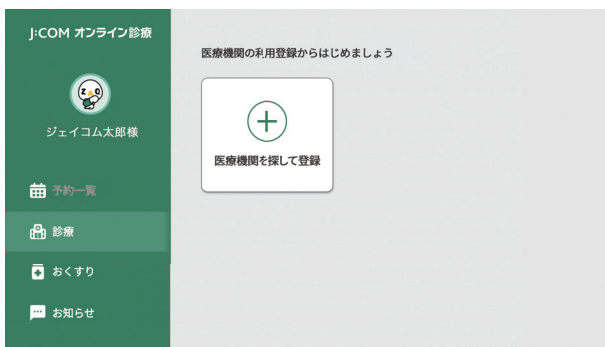 J:COM オンライン診療
ジェイコム太郎様
予約一覧
診療
おくすり
お知らせ
医療機関の利用登録からはじめましょう
医療機関を探して登録